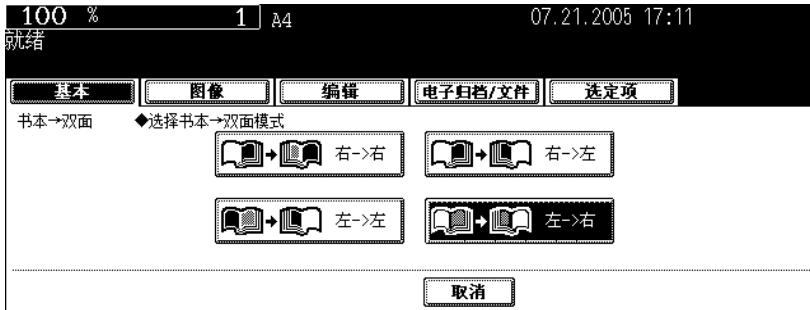 100 % 1 A4 07.21.2005 17:11
就绪
基本 图像 编辑 电子归档/文件 选定项
书本→双面 ◆选择书本→双面模式
右->右 右->左
左->左 左->右
取消